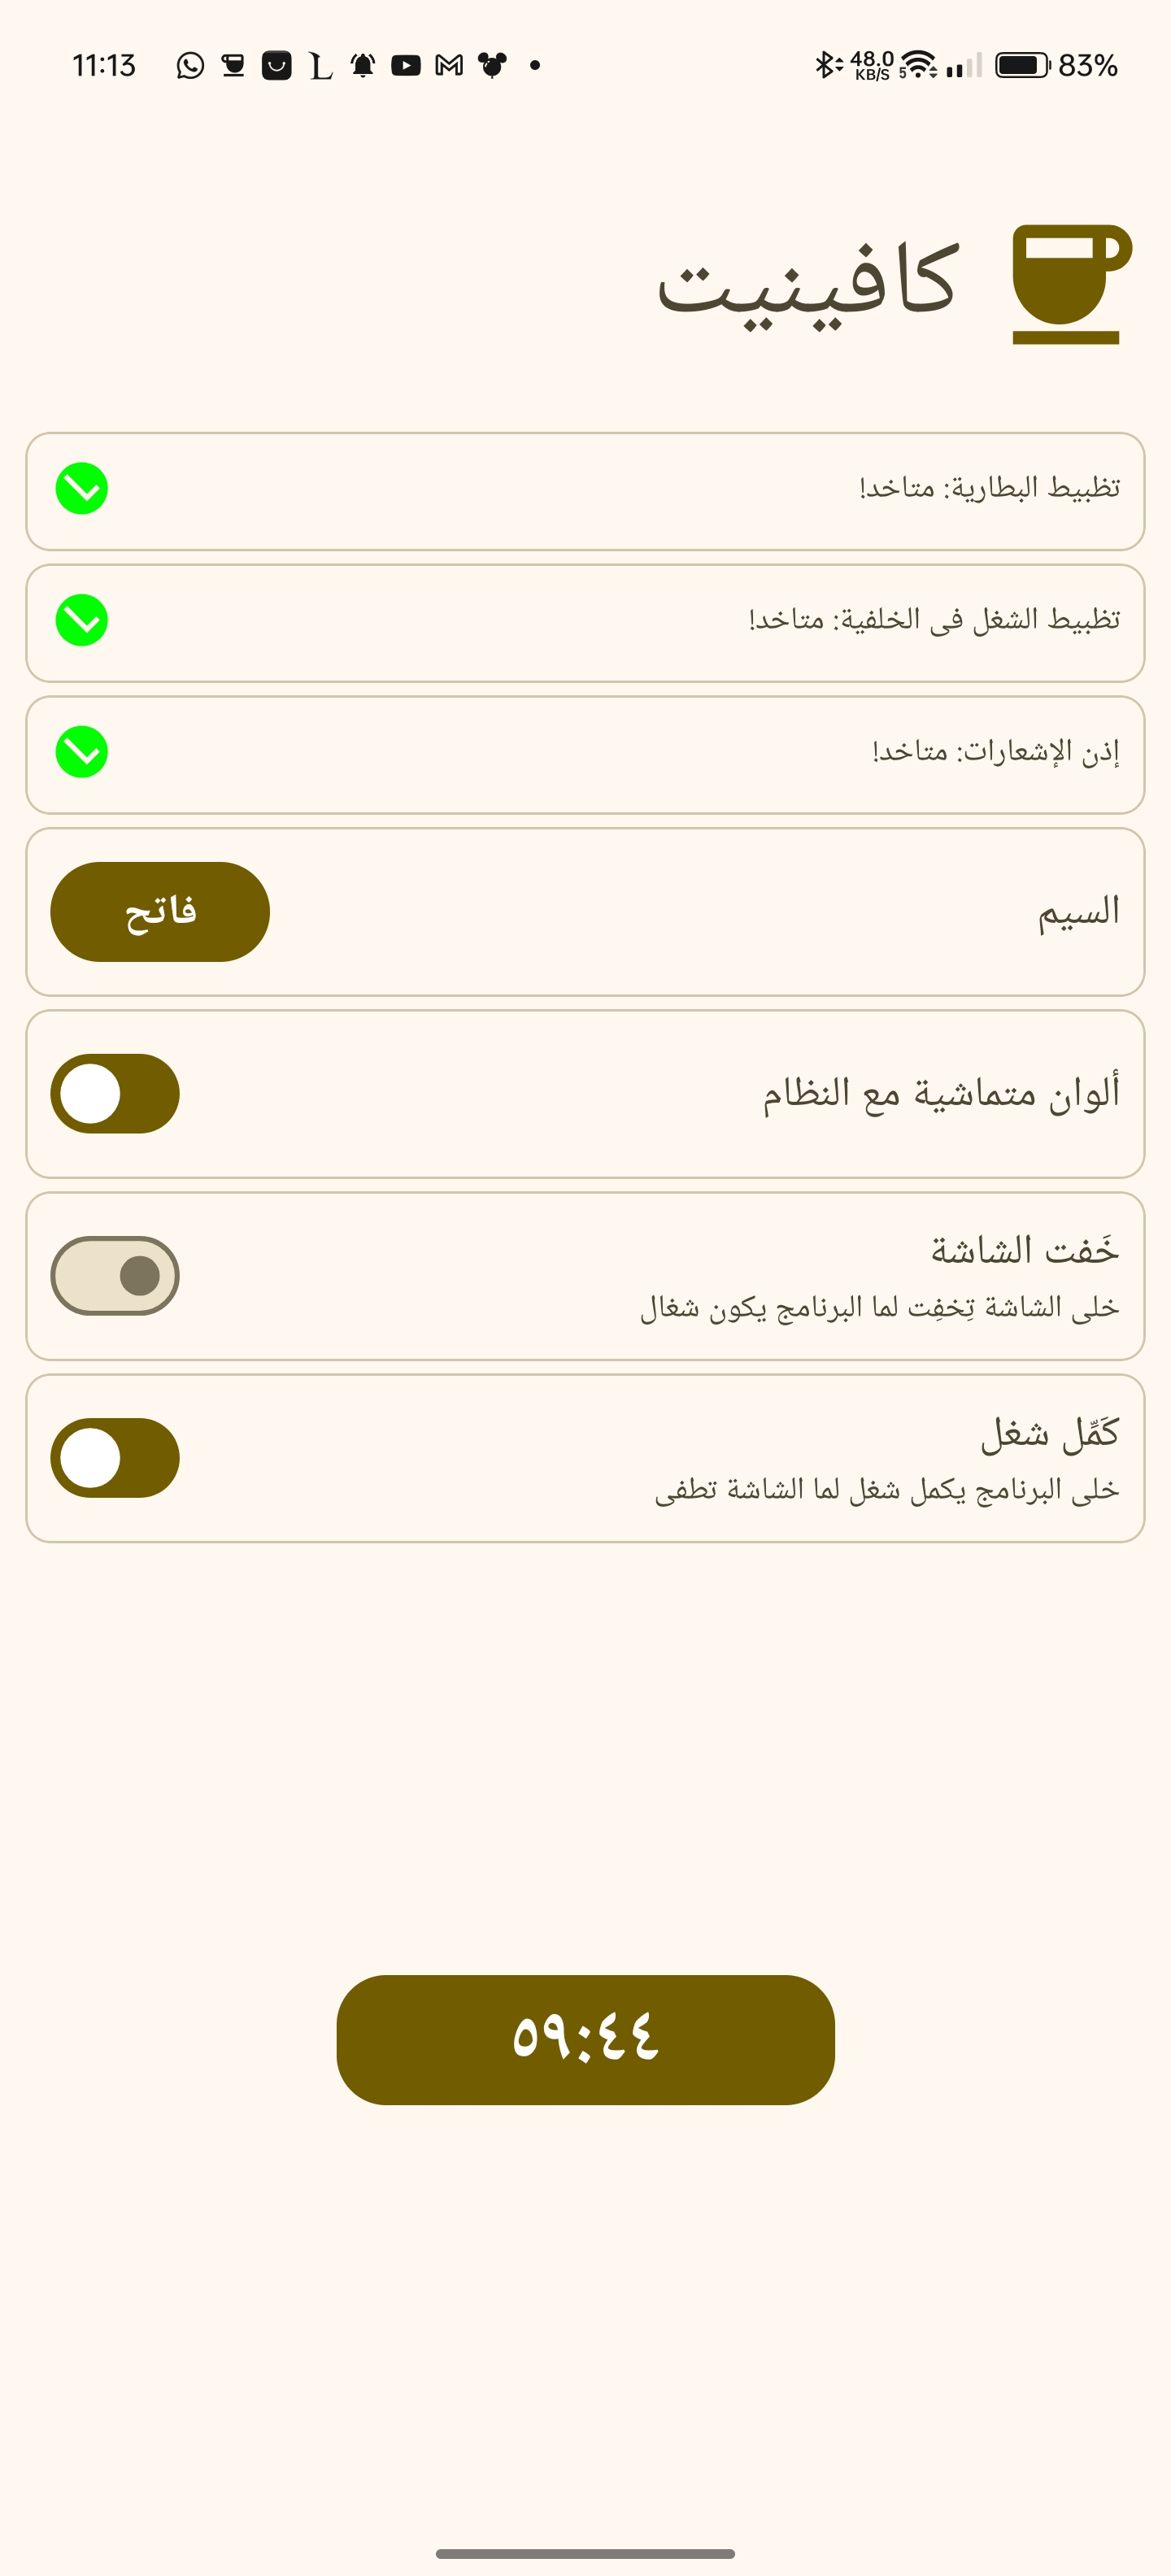 11:13
48.0
KB/S
5
83%
كافينيت
تظبيط البطارية: متاخد!
تظبيط الشغل فى الخلفية: متاخد!
إذن الإشعارات: متاخد!
السيم
فاتح
ألوان متماشية مع النظام
خَفت الشاشة
خلى الشاشة تِخفِت لما البرنامج يكون شغال
كَمِّل شغل
خلى البرنامج يكمل شغل لما الشاشة تطفى
٥٩:٤٤